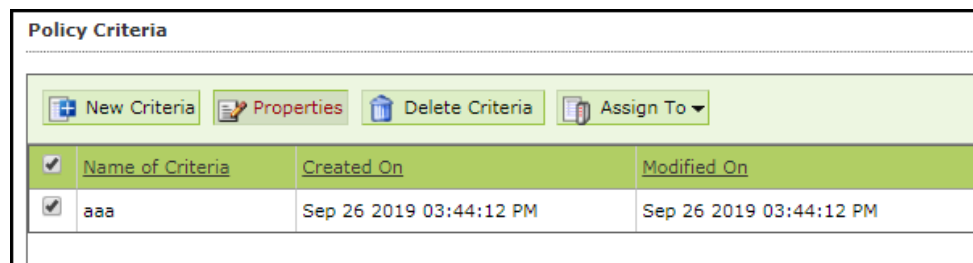 Policy Criteria
New Criteria Properties Delete Criteria Assign To
Name of Criteria Created On Modified On
aaa Sep 26 2019 03:44:12 PM Sep 26 2019 03:44:12 PM